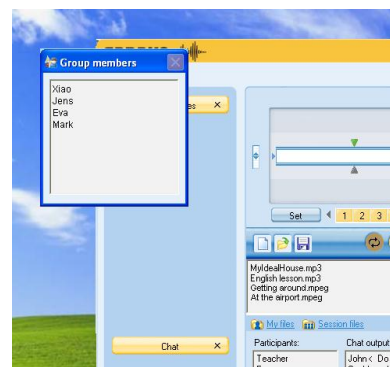 Group members
Xiao
Jens
Eva
Mark
Set
1 2 3
MyIdealHouse.mp3
English lesson.mp3
Getting around.mpeg
At the airport.mpeg
My files Session files
Chat
Participants: Chat output
Teacher John< Do